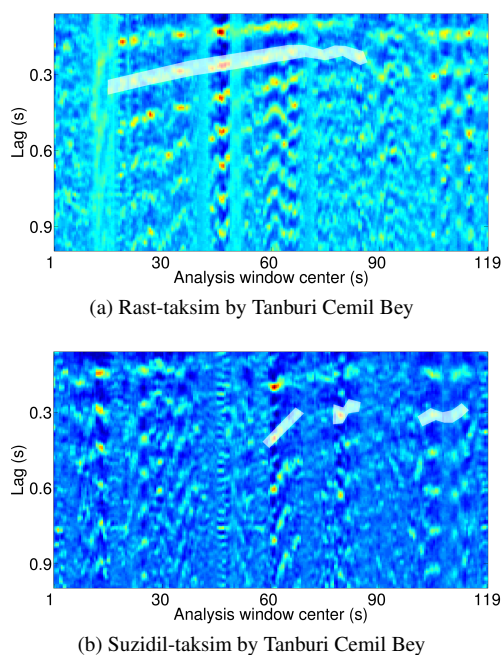 Lag (s)
0.3
0.6
0.9
1
30
60
90
119
Analysis window center (s)
(a) Rast-taksim by Tanburi Cemil Bey
Lag (s)
0.3
0.6
0.9
1
30
60
90
119
Analysis window center (s)
(b) Suzidil-taksim by Tanburi Cemil Bey